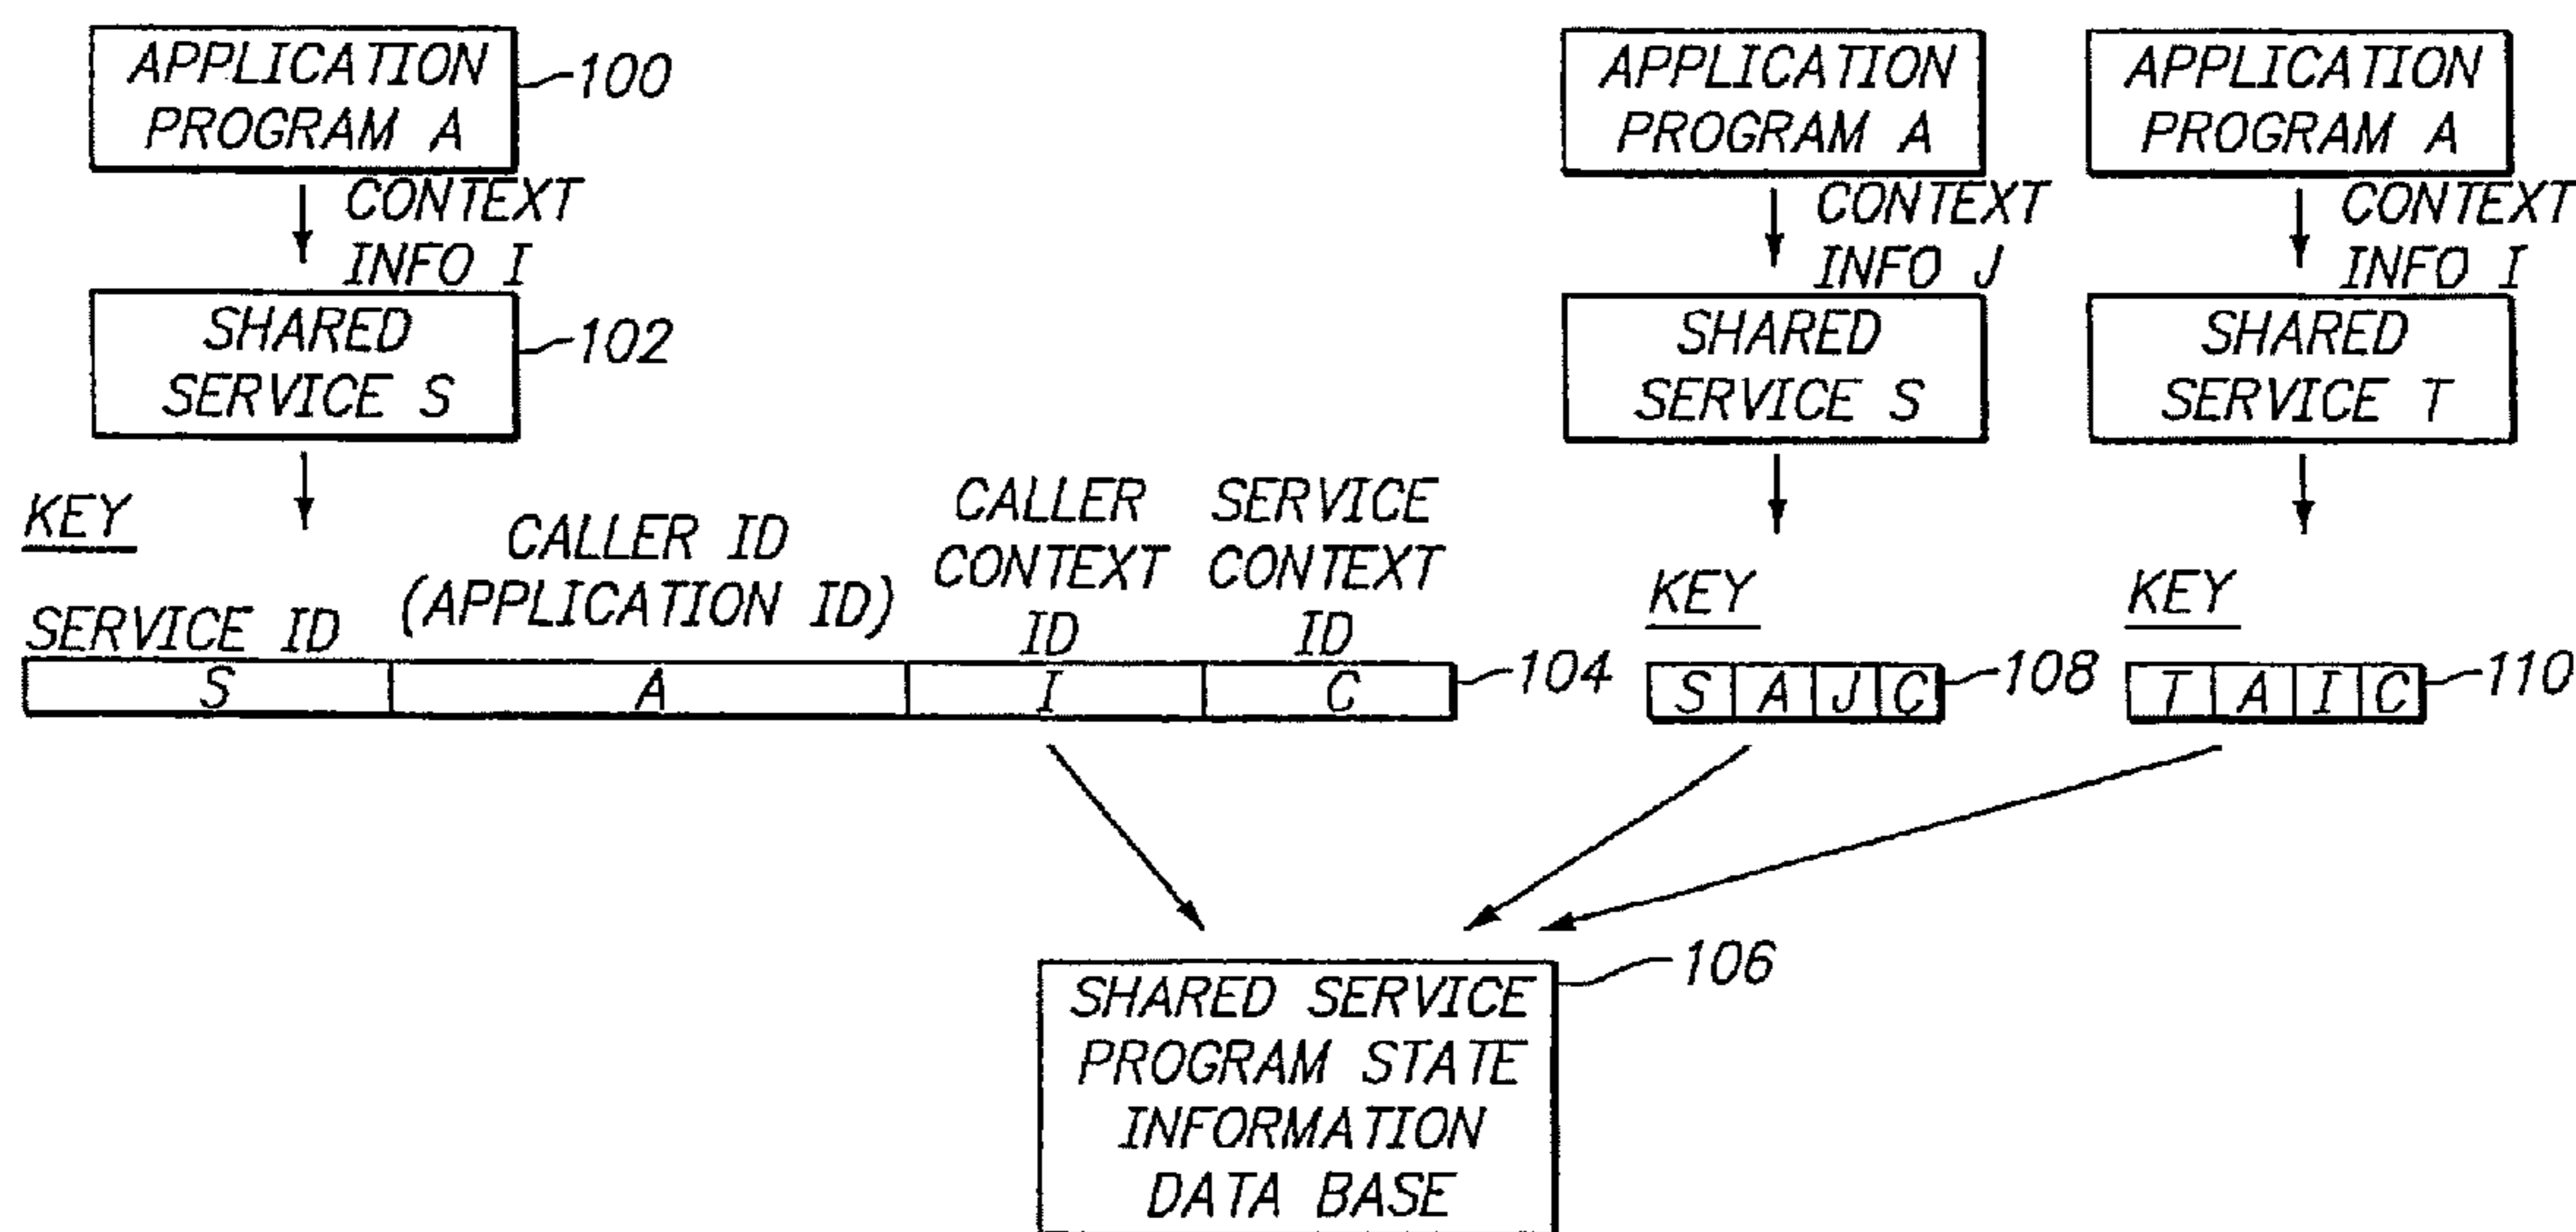 APPLICATION
PROGRAM A
100
CONTEXT
INFO I
SHARED
SERVICE S
102
APPLICATION
PROGRAM A
CONTEXT
INFO J
SHARED
SERVICE S
APPLICATION
PROGRAM A
CONTEXT
INFO I
SHARED
SERVICE T
KEY
SERVICE ID
CALLER ID
(APPLICATION ID)
CALLER
CONTEXT
ID
SERVICE
CONTEXT
ID
S A I C
104
KEY
S A J C
108
KEY
T A I C
110
SHARED SERVICE
PROGRAM STATE
INFORMATION
DATA BASE
106